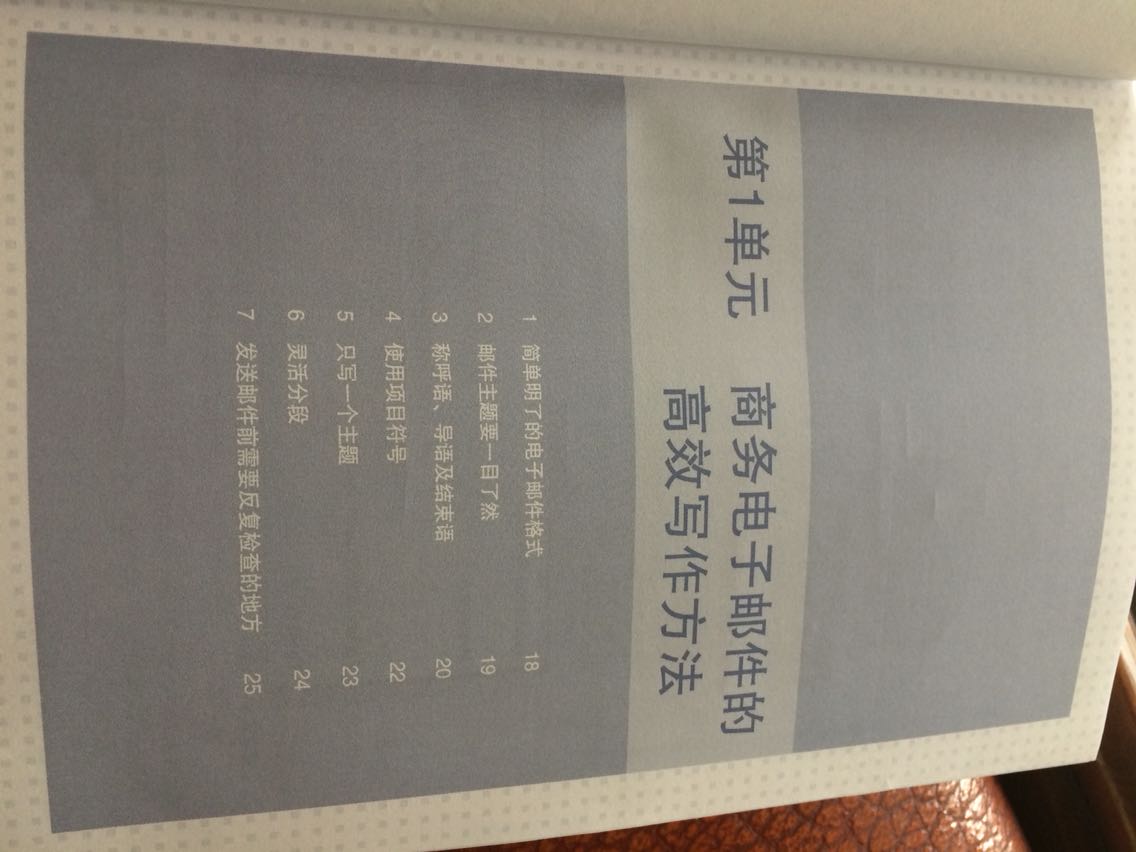 第1单元 商务电子邮件的
高效写作方法
1 简单明了的电子邮件格式 18
2 邮件主题要一目了然 19
3 称呼语、导语及结束语 20
4 使用项目符号 22
5 只写一个主题 23
6 灵活分段 24
7 发送邮件前需要反复检查的地方 25